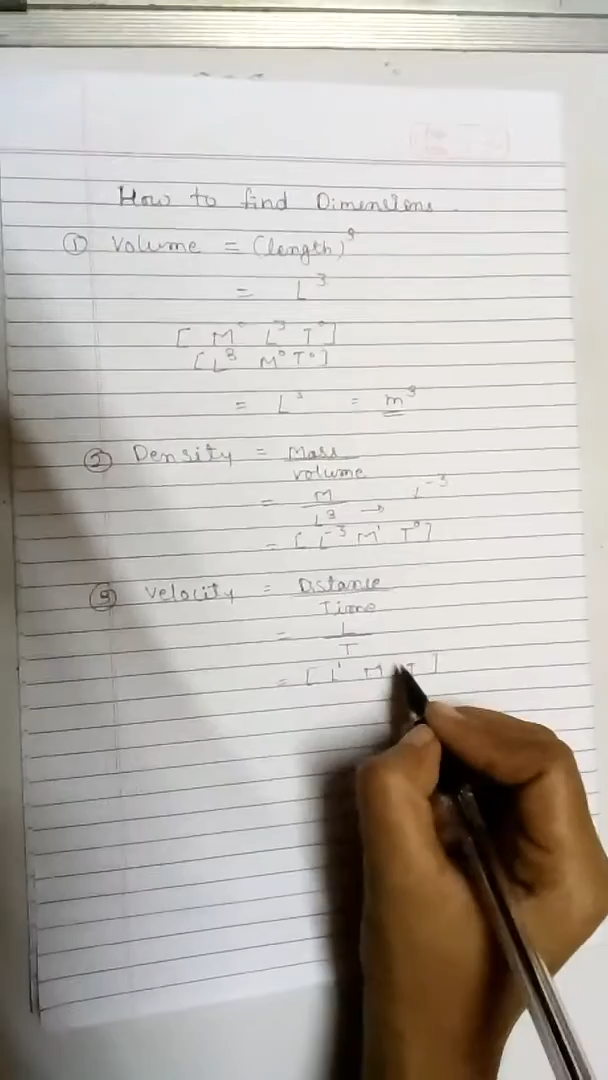 How to find Dimensions.
① Volume = (length)³
= L³
[ M⁰ L³ T⁰]
[L³ M⁰ T⁰]
= L³ = m³
② Density = Mass
volume
= M
L³ → L⁻³
= [ L⁻³ M¹ T⁰]
③ Velocity = Distance
Time
= L
T
= [ L¹ M T ]